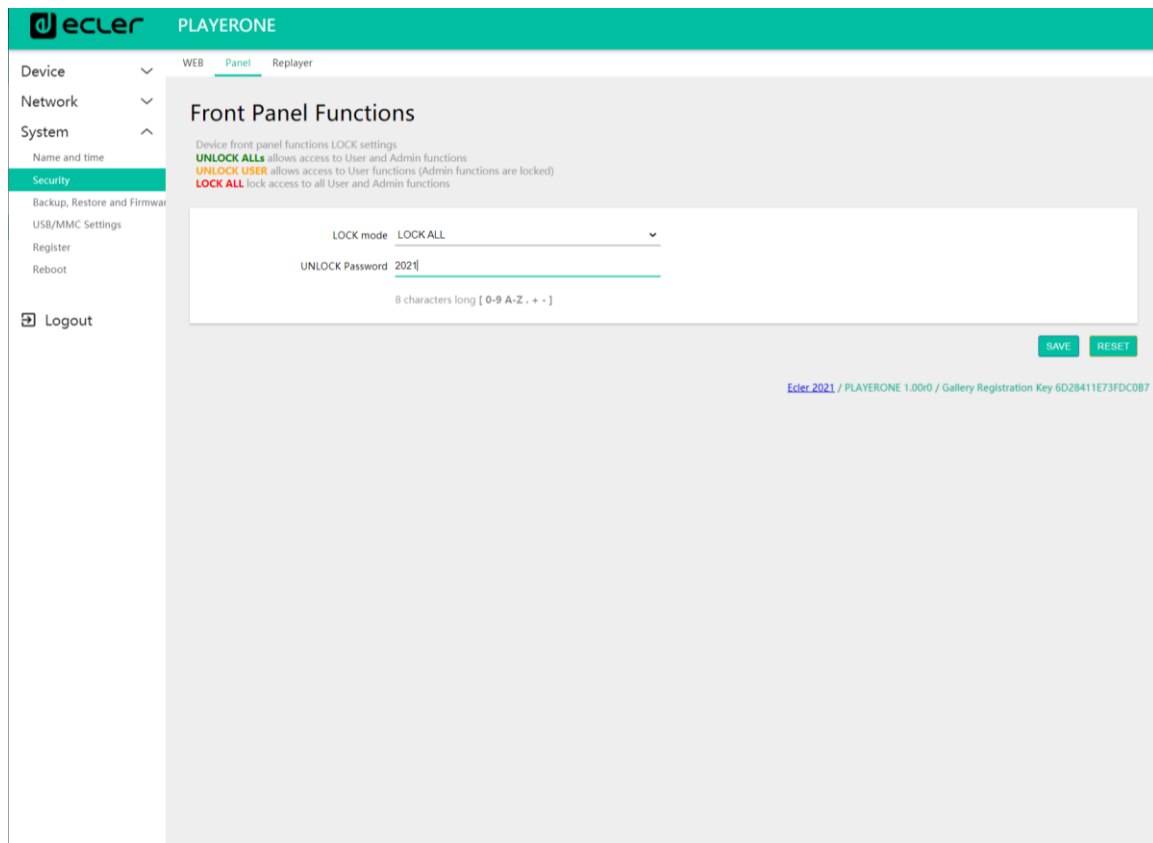 ecler PLAYERONE
Device
Network
System
Name and time
Security
Backup, Restore and Firmwar
USB/MMC Settings
Register
Reboot
Logout
WEB Panel Replayer
Front Panel Functions
Device front panel functions LOCK settings
UNLOCK ALLs allows access to User and Admin functions
UNLOCK USER allows access to User functions (Admin functions are locked)
LOCK ALL lock access to all User and Admin functions
LOCK mode LOCK ALL
UNLOCK Password 2021
8 characters long [ 0-9 A-Z . + - ]
SAVE RESET
Ecler 2021 / PLAYERONE 1.00r0 / Gallery Registration Key 6D28411E73FDC0B7